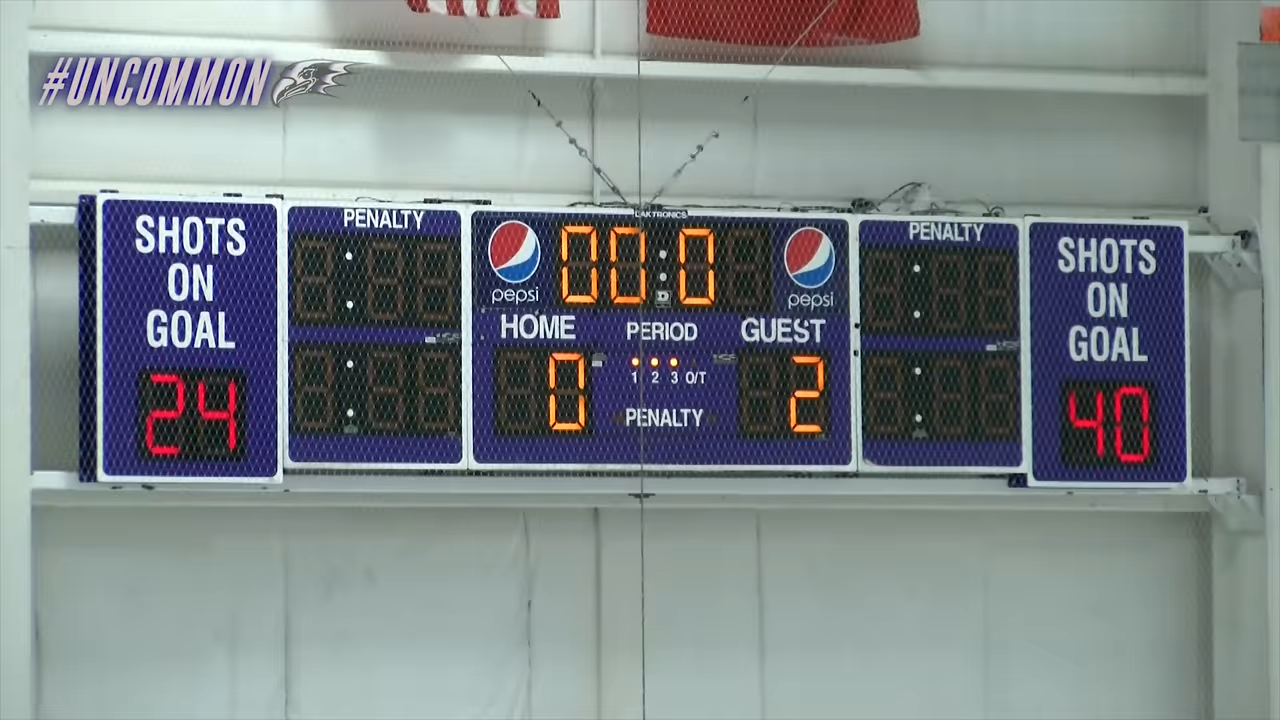 #UNCOMMON
SHOTS
ON
GOAL
24
PENALTY
DAKTRONICS
pepsi
00:0
pepsi
HOME
PERIOD
GUEST
0
1 2 3 O/T
2
PENALTY
PENALTY
SHOTS
ON
GOAL
40